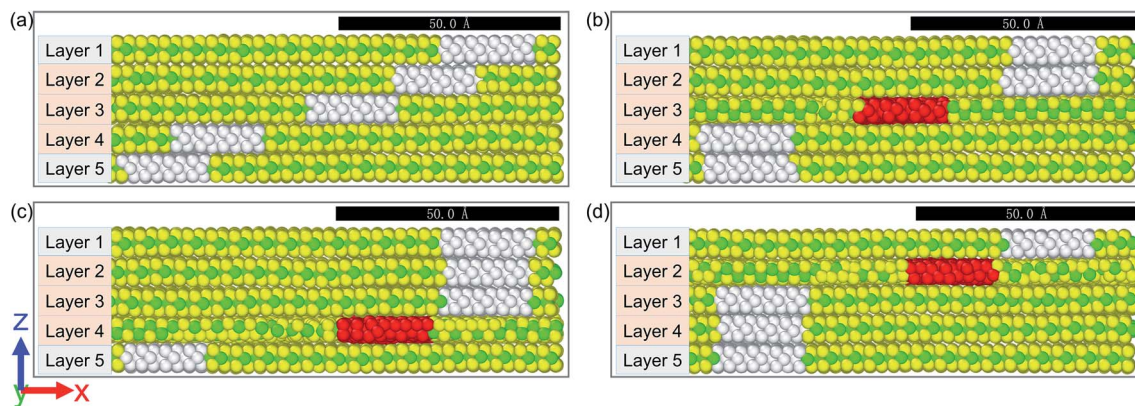 (a)
50.0 Å
Layer 1
Layer 2
Layer 3
Layer 4
Layer 5
(b)
50.0 Å
Layer 1
Layer 2
Layer 3
Layer 4
Layer 5
(c)
50.0 Å
Layer 1
Layer 2
Layer 3
Layer 4
Layer 5
(d)
50.0 Å
Layer 1
Layer 2
Layer 3
Layer 4
Layer 5
Z
y
X